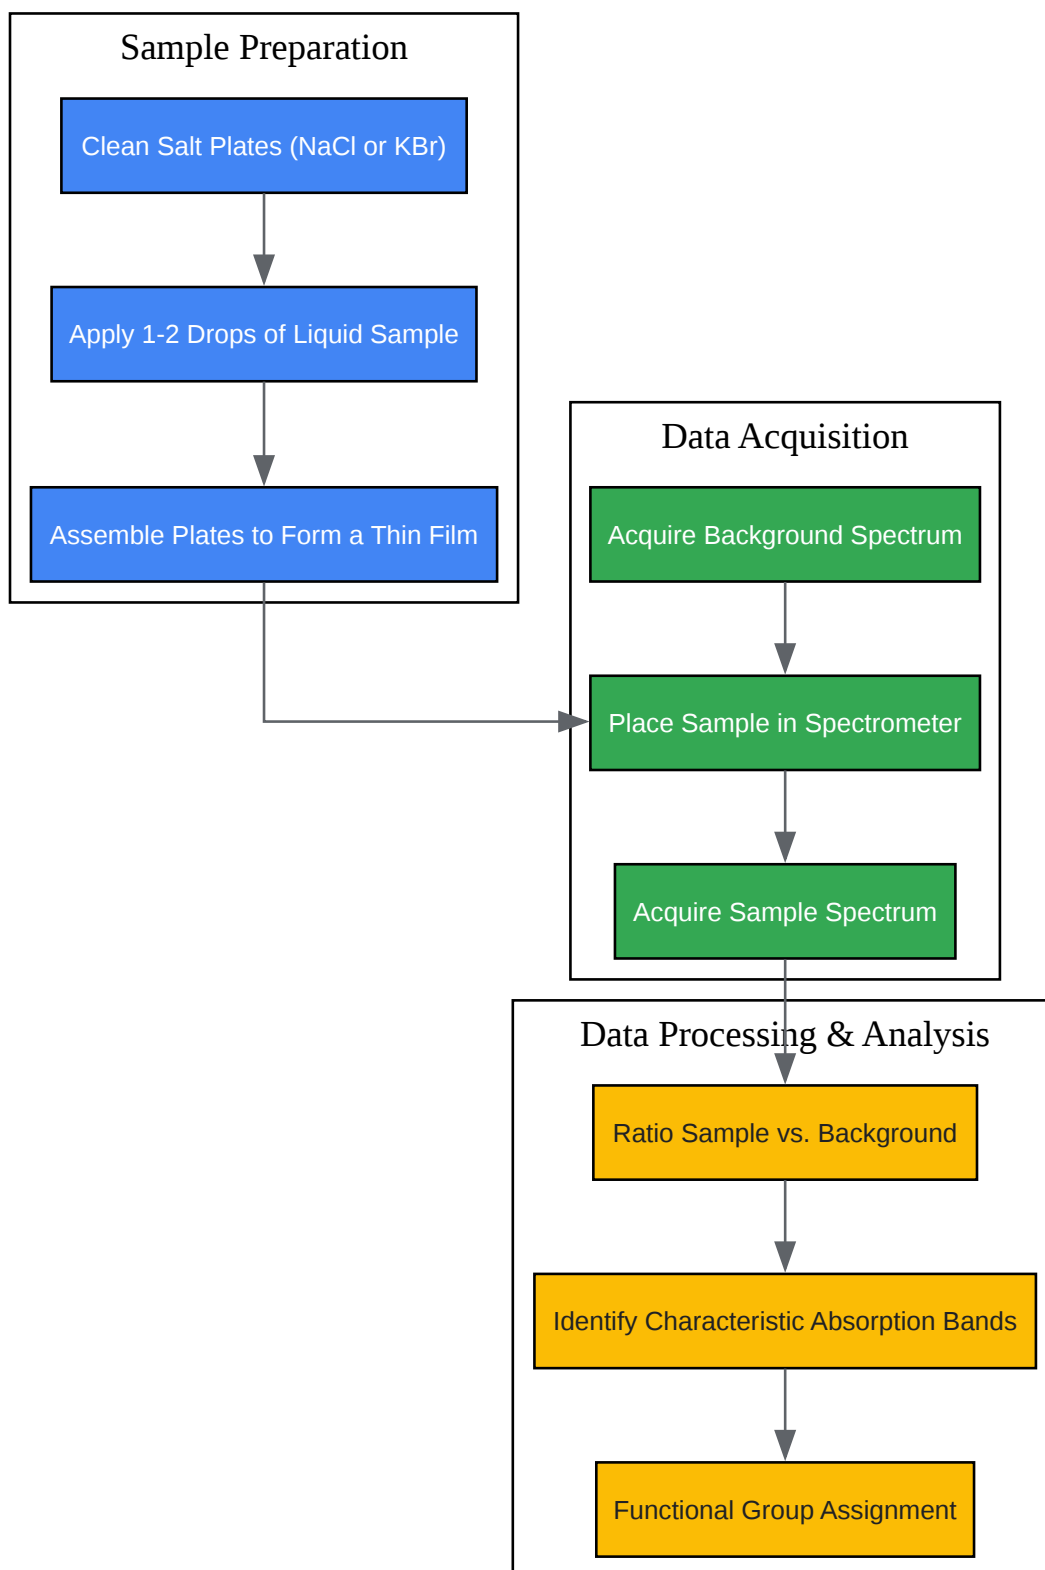 Sample Preparation
Clean Salt Plates (NaCl or KBr)
Apply 1-2 Drops of Liquid Sample
Assemble Plates to Form a Thin Film
Data Acquisition
Acquire Background Spectrum
Place Sample in Spectrometer
Acquire Sample Spectrum
Data Processing & Analysis
Ratio Sample vs. Background
Identify Characteristic Absorption Bands
Functional Group Assignment